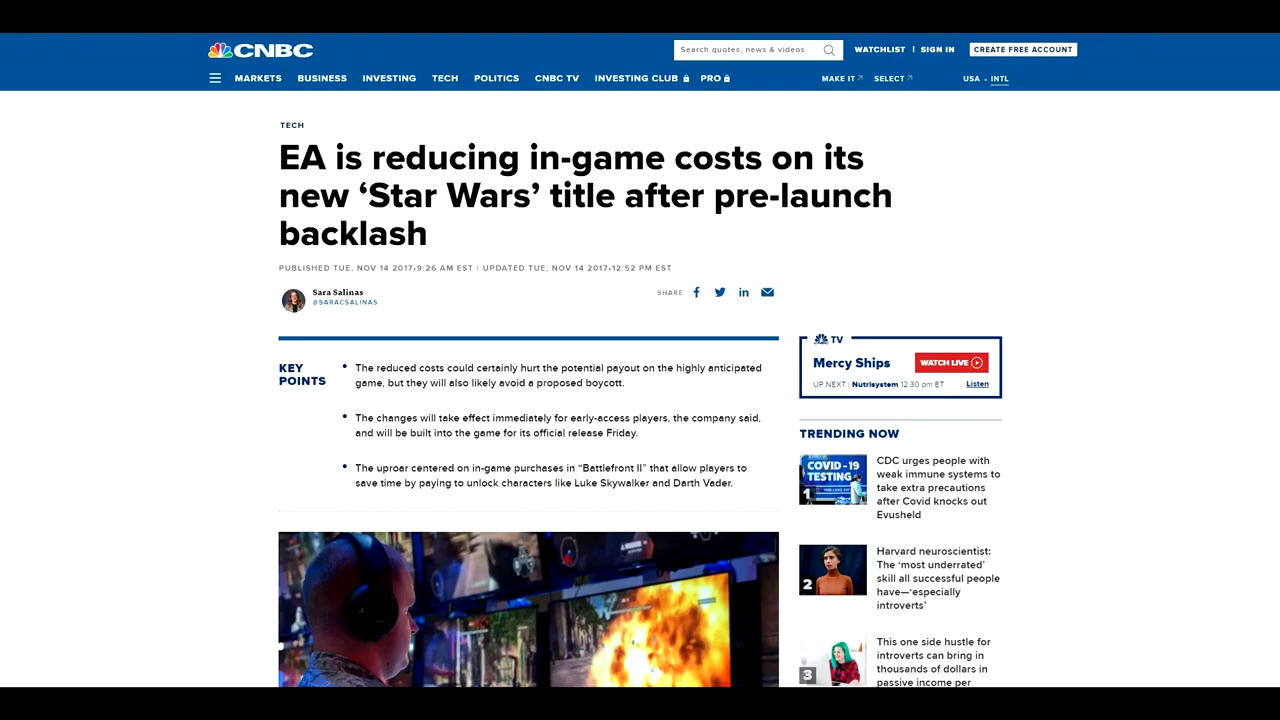 CNBC
Search quotes, news & videos
WATCHLIST | SIGN IN
CREATE FREE ACCOUNT
MARKETS BUSINESS INVESTING TECH POLITICS CNBC TV INVESTING CLUB PRO
MAKE IT SELECT
USA • INTL
TECH
EA is reducing in-game costs on its
new ‘Star Wars’ title after pre-launch
backlash
PUBLISHED TUE, NOV 14 2017•9:26 AM EST | UPDATED TUE, NOV 14 2017•12:52 PM EST
Sara Salinas
@SARACSALINAS
SHARE
KEY
POINTS
The reduced costs could certainly hurt the potential payout on the highly anticipated
game, but they will also likely avoid a proposed boycott.
The changes will take effect immediately for early-access players, the company said,
and will be built into the game for its official release Friday.
The uproar centered on in-game purchases in “Battlefront II” that allow players to
save time by paying to unlock characters like Luke Skywalker and Darth Vader.
TV
Mercy Ships
WATCH LIVE
UP NEXT | Nutrisystem 12:30 pm ET
Listen
TRENDING NOW
COVID-19
TESTING
1
CDC urges people with
weak immune systems to
take extra precautions
after Covid knocks out
Evusheld
2
Harvard neuroscientist:
The ‘most underrated’
skill all successful people
have—‘especially
introverts’
3
This one side hustle for
introverts can bring in
thousands of dollars in
passive income per